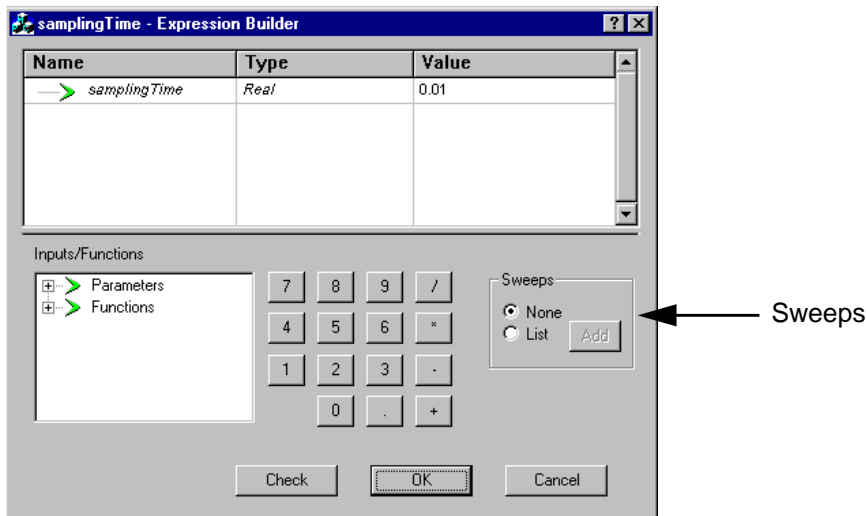 samplingTime - Expression Builder
Name Type Value
samplingTime Real 0.01
Inputs/Functions
Parameters
Functions
7 8 9 /
4 5 6 *
1 2 3 -
0 . +
Sweeps
None
List Add
Sweeps
Check OK Cancel